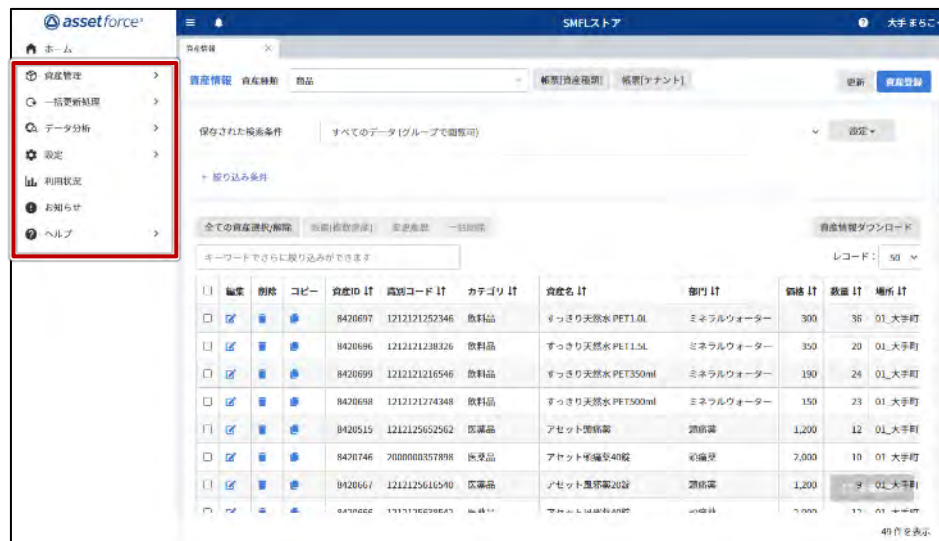 assetforce
SMFLストア
大手 まちこ
ホーム
資産管理
一括更新処理
データ分析
設定
利用状況
お知らせ
ヘルプ
資産情報 ×
資産情報 資産種類 商品 帳票[資産種類] 帳票[テナント] 更新 資産登録
保存された検索条件 すべてのデータ (グループで閲覧可) 設定
+ 絞り込み条件
全ての資産選択/解除 一括削除 資産情報ダウンロード
キーワードでさらに絞り込みができます レコード： 50
編集 削除 コピー 資産ID 識別コード カテゴリ 資産名 部門 価格 数量 場所
8420697 1212121252346 飲料品 すっきり天然水 PET1.0L ミネラルウォーター 300 36 01_大手町
8420696 1212121238326 飲料品 すっきり天然水 PET1.5L ミネラルウォーター 350 20 01_大手町
8420699 1212121216546 飲料品 すっきり天然水 PET350ml ミネラルウォーター 190 24 01_大手町
8420698 1212121274348 飲料品 すっきり天然水 PET500ml ミネラルウォーター 150 23 01_大手町
8420515 1212125652562 医薬品 アセット頭痛薬 頭痛薬 1,200 12 01_大手町
8420746 2000000357898 医薬品 アセット頭痛薬40錠 頭痛薬 2,000 10 01_大手町
8420667 1212125616540 医薬品 アセット風邪薬20錠 頭痛薬 1,200 9 01_大手町
49 件を表示